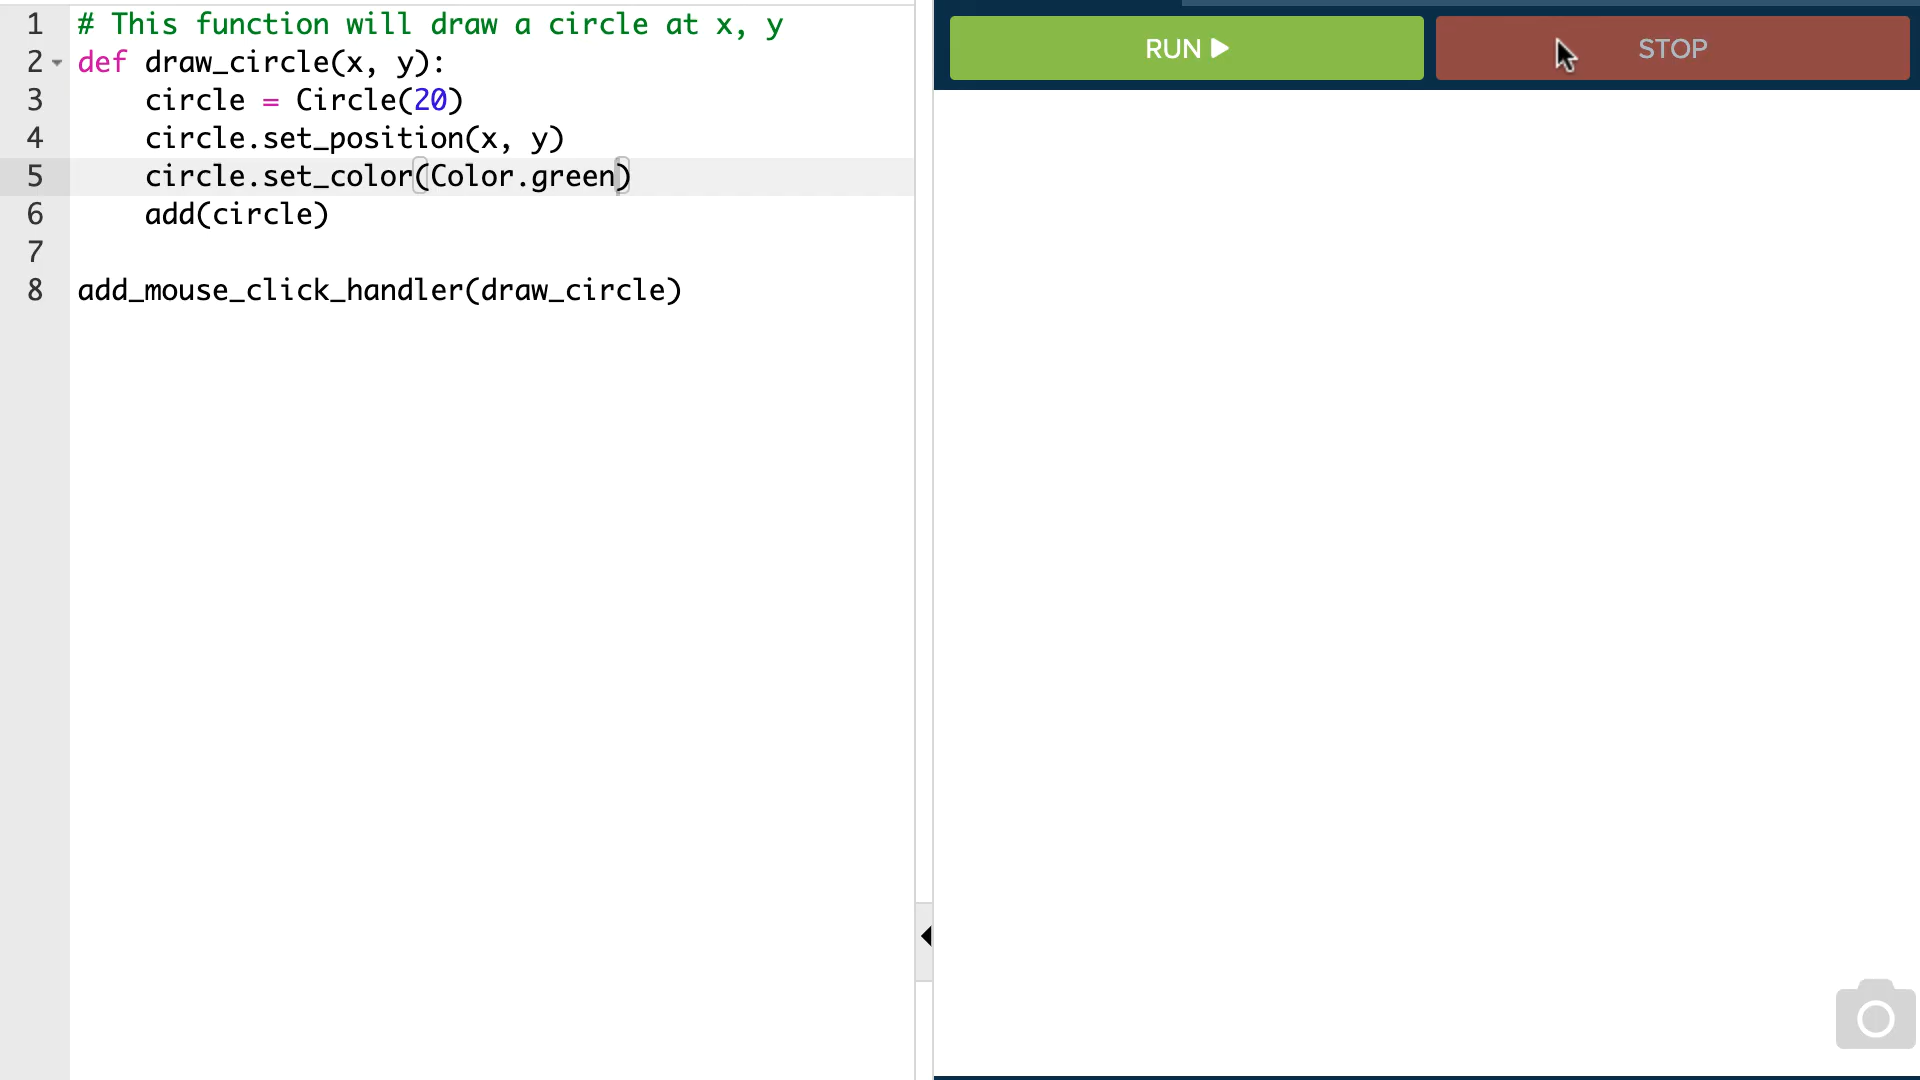 1 # This function will draw a circle at x, y
2 def draw_circle(x, y):
3     circle = Circle(20)
4     circle.set_position(x, y)
5     circle.set_color(Color.green)
6     add(circle)
7
8 add_mouse_click_handler(draw_circle)
RUN
STOP